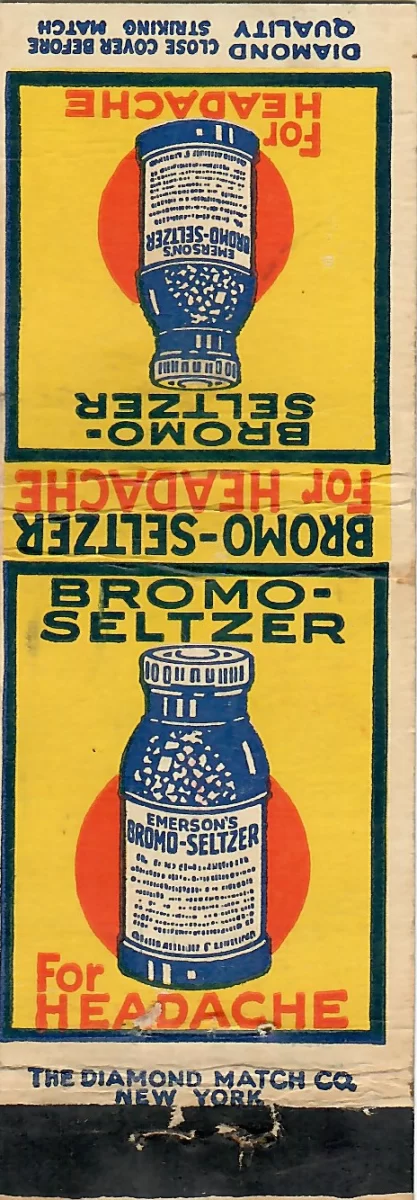 DIAMOND QUALITY
CLOSE COVER BEFORE STRIKING MATCH
BROMO-
SELTZER
EMERSON'S
BROMO-SELTZER
For
HEADACHE
BROMO-SELTZER
For HEADACHE
BROMO-
SELTZER
EMERSON'S
BROMO-SELTZER
For
HEADACHE
THE DIAMOND MATCH CO.
NEW YORK